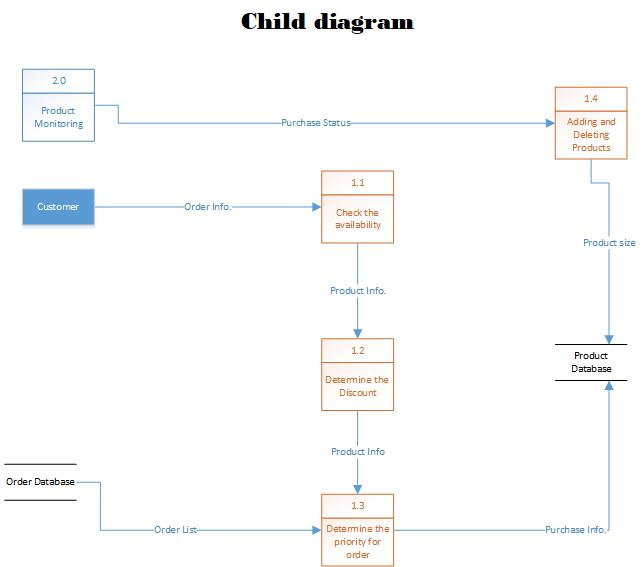 Child diagram
2.0
Product
Monitoring
Purchase Status
1.4
Adding and
Deleting
Products
Customer
Order Info.
1.1
Check the
availability
Product size
Product Info.
1.2
Determine the
Discount
Product
Database
Product Info
Order Database
1.3
Determine the
priority for
order
Order List
Purchase Info.